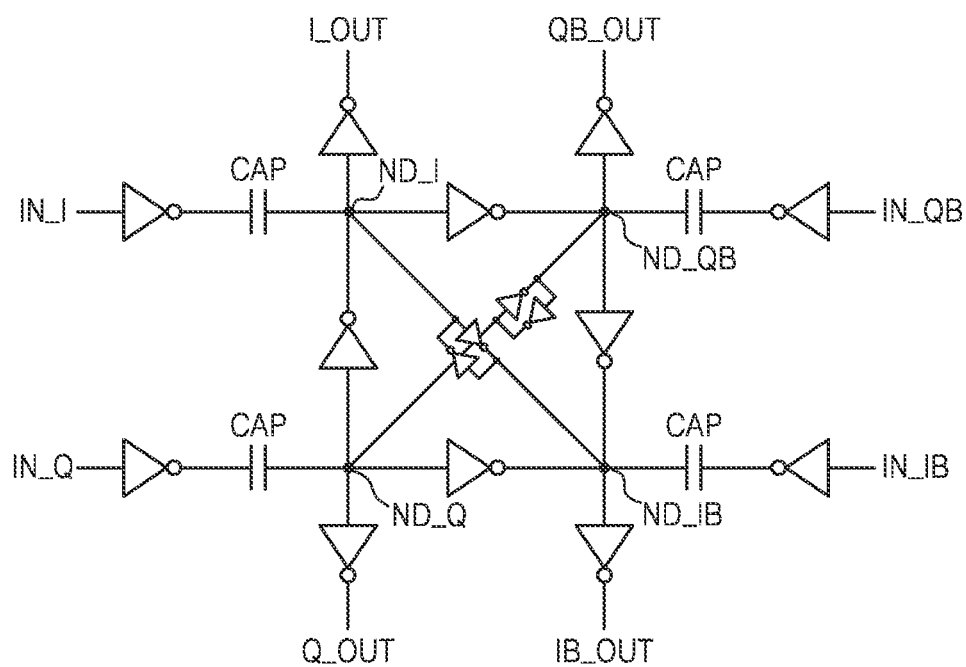 I_OUT QB_OUT
CAP ND_I CAP
IN_I IN_QB
ND_QB
CAP CAP
IN_Q IN_IB
ND_Q ND_IB
Q_OUT IB_OUT